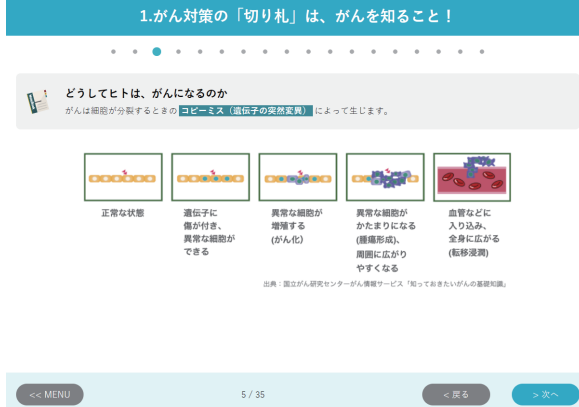 1.がん対策の「切り札」は、がんを知ること！
どうしてヒトは、がんになるのか
がんは細胞が分裂するときの コピーミス（遺伝子の突然変異） によって生じます。
正常な状態
遺伝子に
傷が付き、
異常な細胞が
できる
異常な細胞が
増殖する
(がん化)
異常な細胞が
かたまりになる
(腫瘍形成)、
周囲に広がり
やすくなる
血管などに
入り込み、
全身に広がる
(転移浸潤)
出典：国立がん研究センターがん情報サービス「知っておきたいがんの基礎知識」
<< MENU
5 / 35
< 戻る
> 次へ